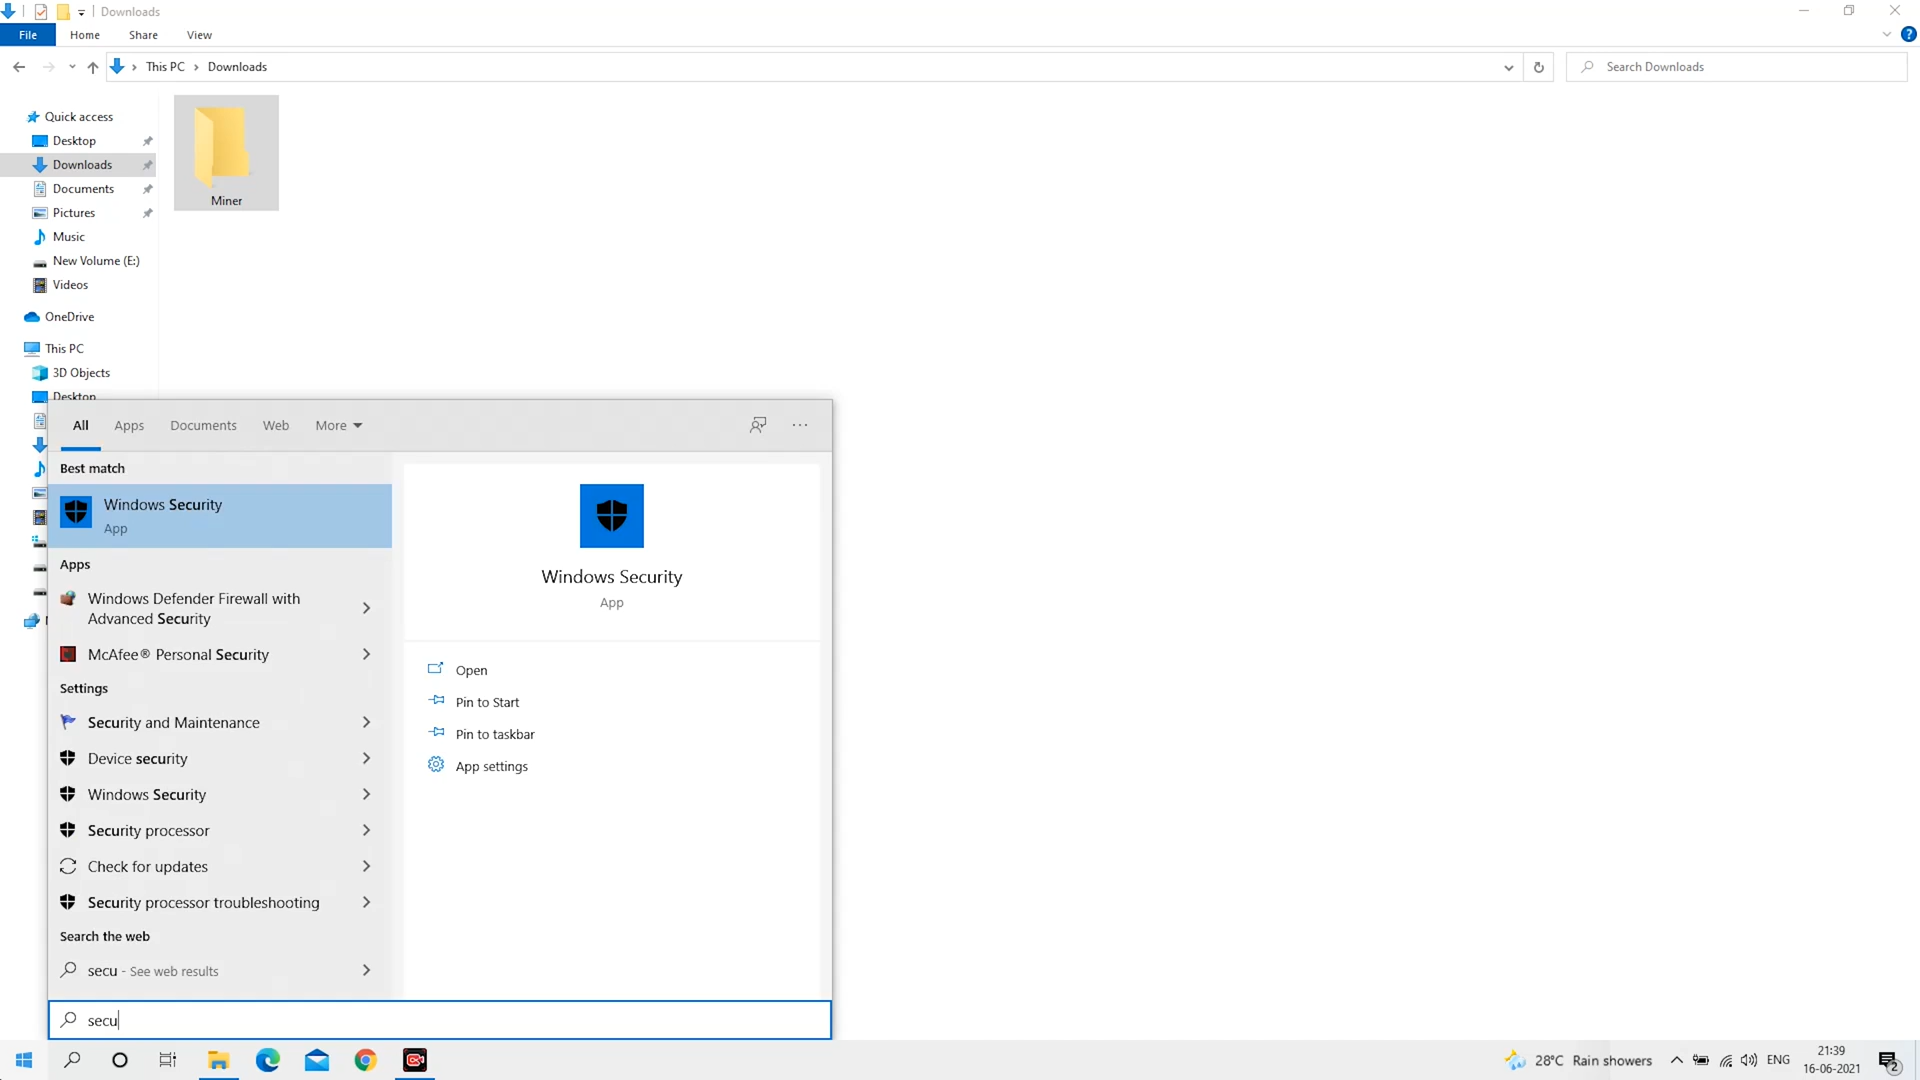 Downloads
File
Home
Share
View
This PC
Downloads
Search Downloads
Quick access
Desktop
Downloads
Documents
Pictures
Music
New Volume (E:)
Videos
OneDrive
This PC
3D Objects
Desktop
Miner
All
Apps
Documents
Web
More
Best match
Windows Security
App
Apps
Windows Defender Firewall with
Advanced Security
McAfee® Personal Security
Settings
Security and Maintenance
Device security
Windows Security
Security processor
Check for updates
Security processor troubleshooting
Search the web
secu - See web results
Windows Security
App
Open
Pin to Start
Pin to taskbar
App settings
secu
28°C Rain showers
ENG
21:39
16-06-2021
2